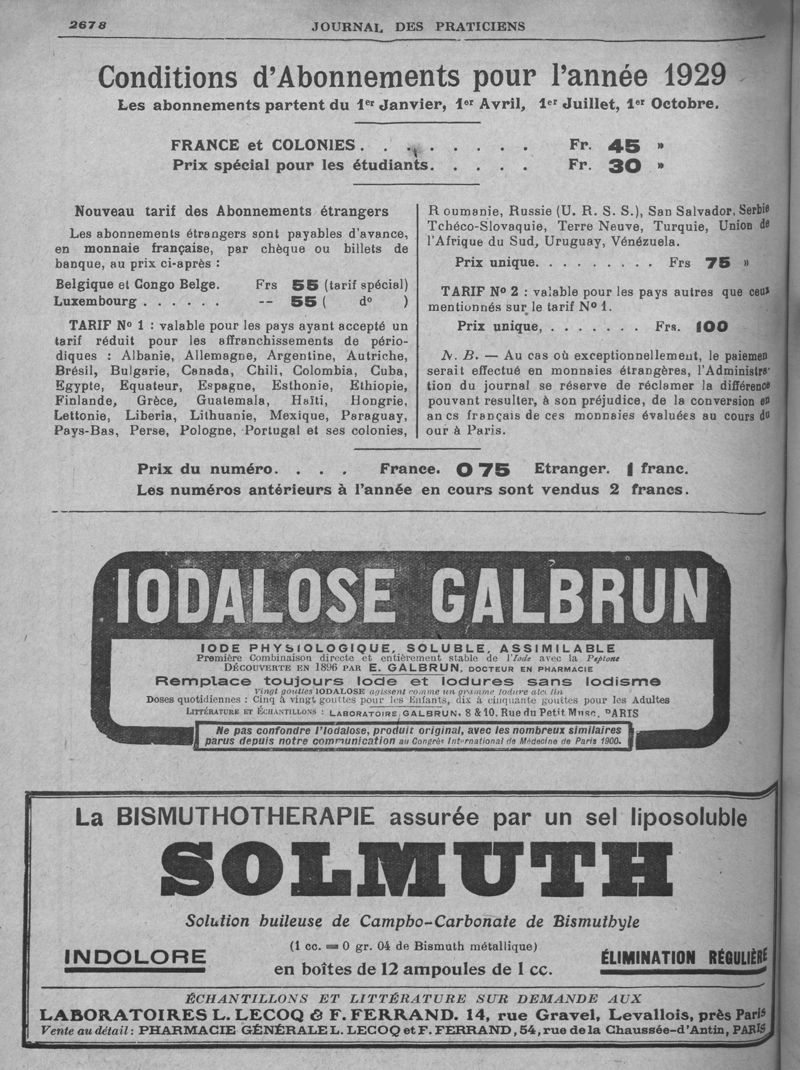 2678
JOURNAL DES PRATICIENS
Conditions d'Abonnements pour l'année 1929
Les abonnements partent du 1er Janvier, 1er Avril, 1er Juillet, 1er Octobre.
FRANCE et COLONIES. . . . . . . . Fr. 45 »
Prix spécial pour les étudiants. . . . . Fr. 30 »
Nouveau tarif des Abonnements étrangers
Les abonnements étrangers sont payables d'avance,
en monnaie française, par chèque ou billets de
banque, au prix ci-après :
Belgique et Congo Belge. Frs 55 (tarif spécial)
Luxembourg . . . . . . -- 55 ( do )
TARIF No 1 : valable pour les pays ayant accepté un
tarif réduit pour les affranchissements de pério-
diques : Albanie, Allemagne, Argentine, Autriche,
Brésil, Bulgarie, Canada, Chili, Colombia, Cuba,
Egypte, Equateur, Espagne, Esthonie, Ethiopie,
Finlande, Grèce, Guatemala, Haïti, Hongrie,
Lettonie, Liberia, Lithuanie, Mexique, Paraguay,
Pays-Bas, Perse, Pologne, Portugal et ses colonies,
Roumanie, Russie (U. R. S. S.), San Salvador, Serbie
Tchéco-Slovaquie, Terre Neuve, Turquie, Union de
l'Afrique du Sud, Uruguay, Vénézuela.
Prix unique. . . . . . . . . Frs 75 »
TARIF No 2 : valable pour les pays autres que ceux
mentionnés sur le tarif No 1.
Prix unique, . . . . . . . Frs. 100
N. B. — Au cas où exceptionnellement, le paiemen
serait effectué en monnaies étrangères, l'Administra-
tion du journal se réserve de réclamer la différence
pouvant resulter, à son préjudice, de la conversion en
ancs français de ces monnaies évaluées au cours du
our à Paris.
Prix du numéro. . . . France. 0 75 Etranger. 1 franc.
Les numéros antérieurs à l'année en cours sont vendus 2 francs.
IODALOSE GALBRUN
IODE PHYSIOLOGIQUE, SOLUBLE, ASSIMILABLE
Première Combinaison directe et entièrement stable de l'Iode avec la Peptone
DÉCOUVERTE EN 1896 PAR E. GALBRUN, DOCTEUR EN PHARMACIE
Remplace toujours Iode et Iodures sans Iodisme
Vingt gouttes IODALOSE agissent comme un gramme Iodure alcalin
Doses quotidiennes : Cinq à vingt gouttes pour les Enfants, dix à cinquante gouttes pour les Adultes
LITTÉRATURE ET ÉCHANTILLONS : LABORATOIRE GALBRUN, 8 & 10, Rue du Petit Musc, PARIS
Ne pas confondre l'Iodalose, produit original, avec les nombreux similaires
parus depuis notre communication au Congrès International de Médecine de Paris 1900.
La BISMUTHOTHERAPIE assurée par un sel liposoluble
SOLMUTH
Solution huileuse de Campho-Carbonate de Bismuthyle
INDOLORE
(1 cc. = 0 gr. 04 de Bismuth métallique)
en boîtes de 12 ampoules de 1 cc.
ÉLIMINATION RÉGULIÈRE
ÉCHANTILLONS ET LITTÉRATURE SUR DEMANDE AUX
LABORATOIRES L. LECOQ & F. FERRAND. 14, rue Gravel, Levallois, près Paris
Vente au détail : PHARMACIE GÉNÉRALE L. LECOQ et F. FERRAND, 54, rue de la Chaussée-d'Antin, PARIS